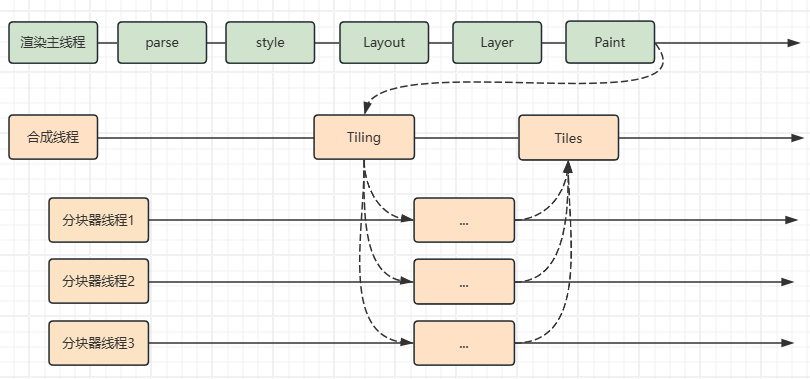 渲染主线程
parse
style
Layout
Layer
Paint
合成线程
Tiling
Tiles
分块器线程1
...
分块器线程2
...
分块器线程3
...